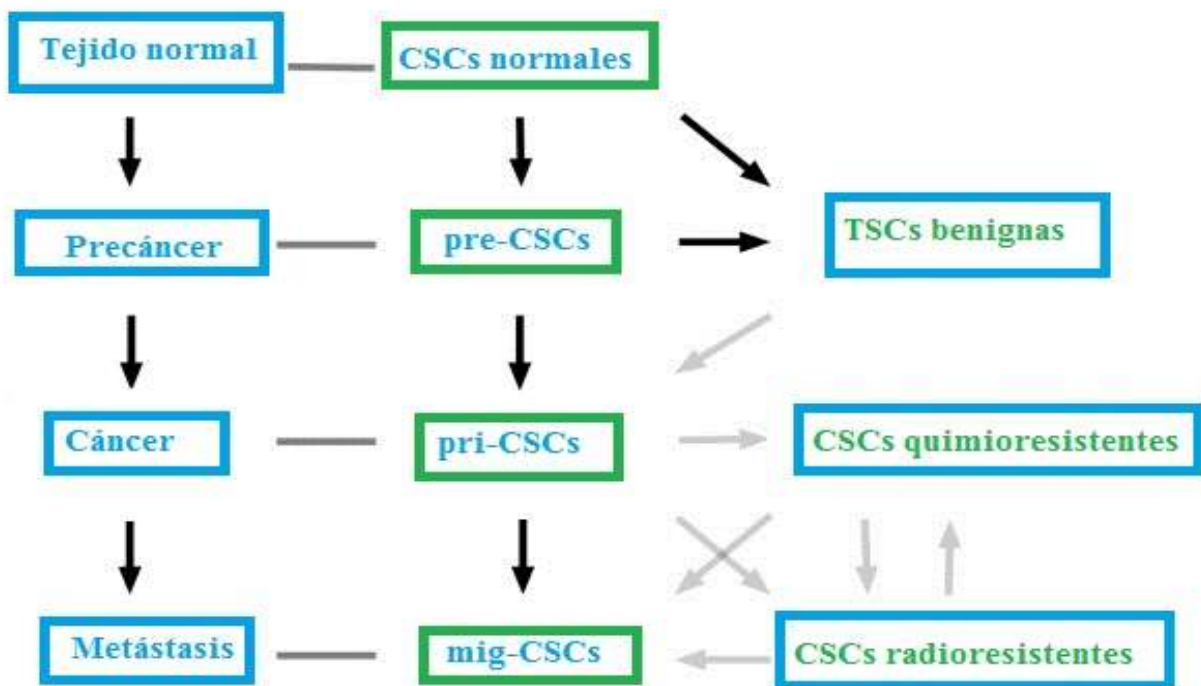 Tejido normal
CSCs normales
Precáncer
pre-CSCs
TSCs benignas
Cáncer
pri-CSCs
CSCs quimioresistentes
Metástasis
mig-CSCs
CSCs radioresistentes